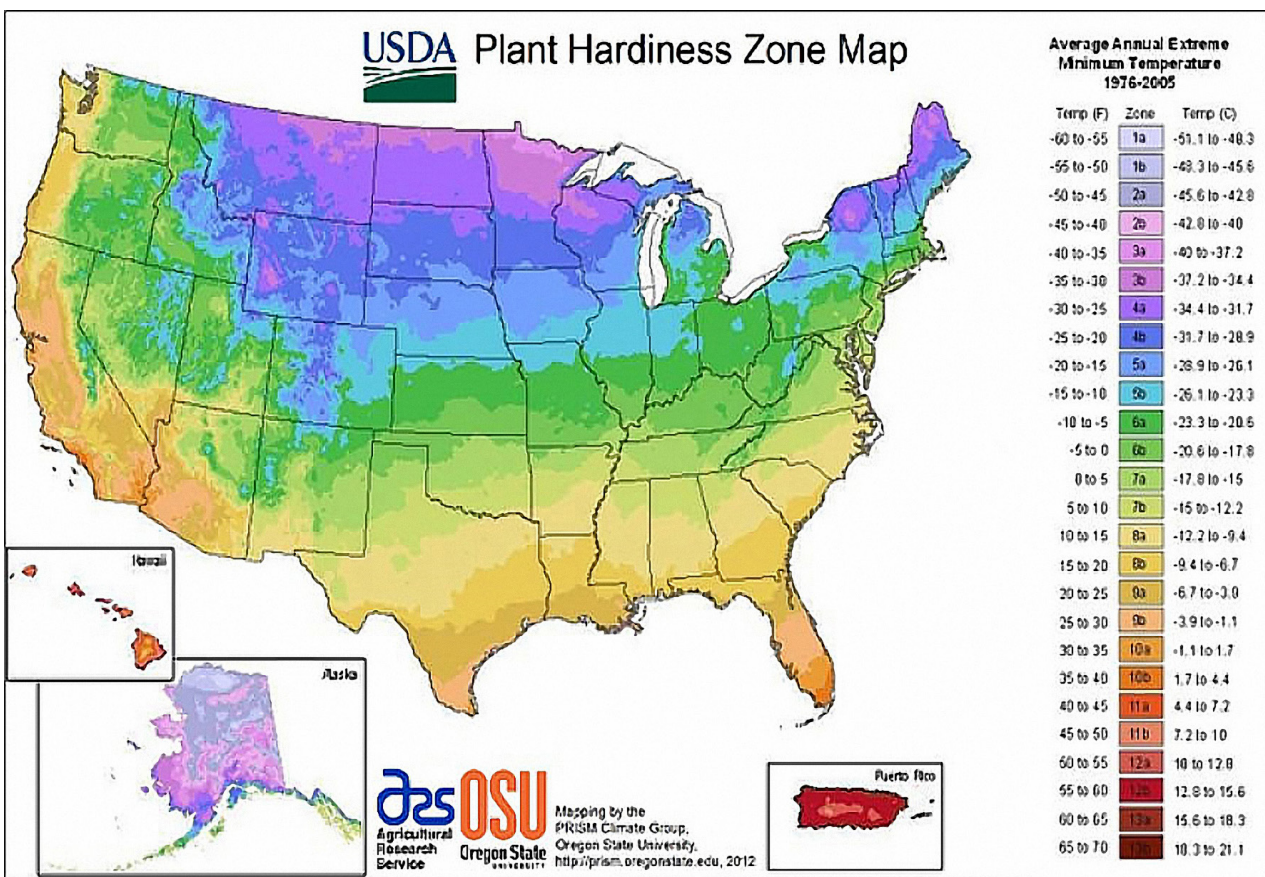 USDA Plant Hardiness Zone Map
Average Annual Extreme
Minimum Temperature
1976-2005
Temp (F) Zone Temp (C)
-60 to -55 1a -51.1 to -48.3
-55 to -50 1b -48.3 to -45.6
-50 to -45 2a -45.6 to -42.8
-45 to -40 2b -42.8 to -40
-40 to -35 3a -40 to -37.2
-35 to -30 3b -37.2 to -34.4
-30 to -25 4a -34.4 to -31.7
-25 to -20 4b -31.7 to -28.9
-20 to -15 5a -28.9 to -26.1
-15 to -10 5b -26.1 to -23.3
-10 to -5 6a -23.3 to -20.6
-5 to 0 6b -20.6 to -17.8
0 to 5 7a -17.8 to -15
5 to 10 7b -15 to -12.2
10 to 15 8a -12.2 to -9.4
15 to 20 8b -9.4 to -6.7
20 to 25 9a -6.7 to -3.9
25 to 30 9b -3.9 to -1.1
30 to 35 10a -1.1 to 1.7
35 to 40 10b 1.7 to 4.4
40 to 45 11a 4.4 to 7.2
45 to 50 11b 7.2 to 10
50 to 55 12a 10 to 12.8
55 to 60 12b 12.8 to 15.6
60 to 65 13a 15.6 to 18.3
65 to 70 13b 18.3 to 21.1
Hawaii
Alaska
Puerto Rico
ars
Agricultural
Research
Service
OSU
Oregon State
UNIVERSITY
Mapping by the
PRISM Climate Group,
Oregon State University,
http://prism.oregonstate.edu, 2012